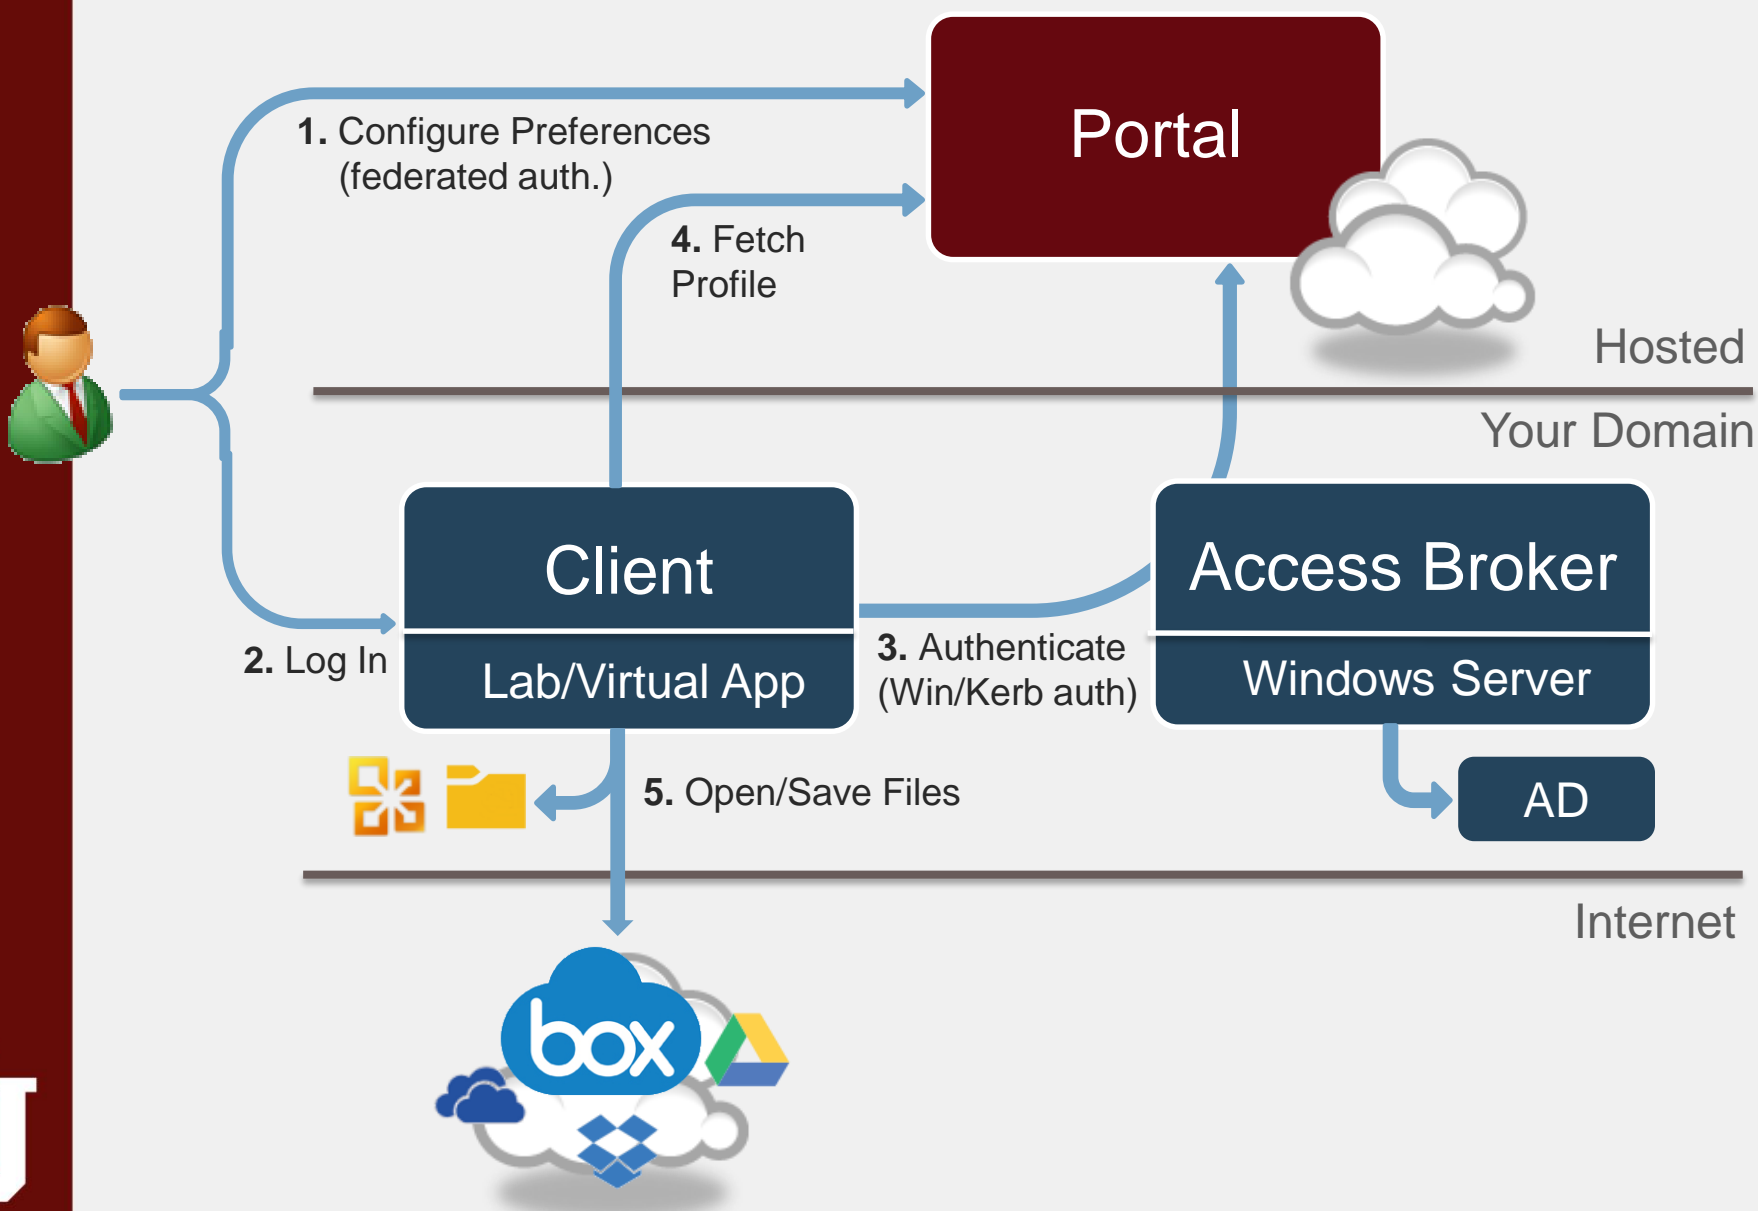 Portal
1. Configure Preferences
(federated auth.)
4. Fetch
Profile
Hosted
Your Domain
Client
Lab/Virtual App
Access Broker
Windows Server
2. Log In
3. Authenticate
(Win/Kerb auth)
5. Open/Save Files
AD
Internet
box